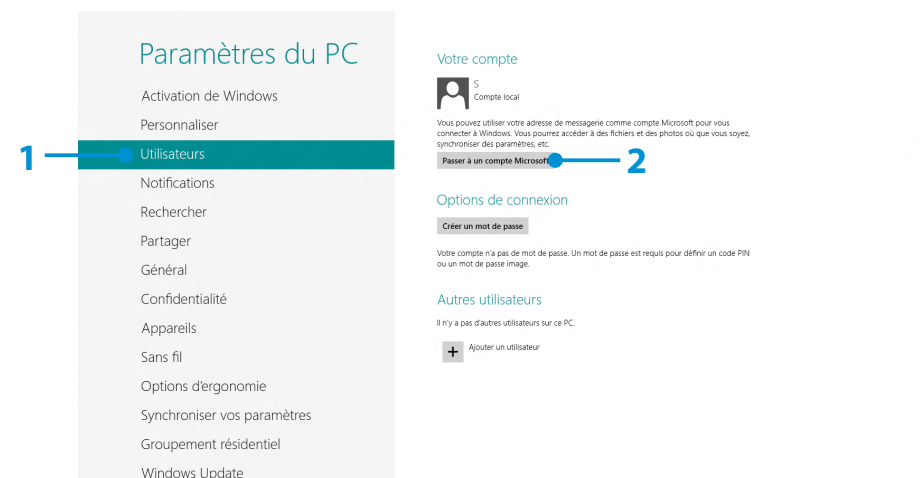 Paramètres du PC
Activation de Windows
Personnaliser
1
Utilisateurs
Notifications
Rechercher
Partager
Général
Confidentialité
Appareils
Sans fil
Options d'ergonomie
Synchroniser vos paramètres
Groupement résidentiel
Windows Update
Votre compte
S
Compte local
Vous pouvez utiliser votre adresse de messagerie comme compte Microsoft pour vous
connecter à Windows. Vous pourrez accéder à des fichiers et des photos où que vous soyez,
synchroniser des paramètres, etc.
Passer à un compte Microsoft
2
Options de connexion
Créer un mot de passe
Votre compte n'a pas de mot de passe. Un mot de passe est requis pour définir un code PIN
ou un mot de passe image.
Autres utilisateurs
Il n'y a pas d'autres utilisateurs sur ce PC.
+ Ajouter un utilisateur